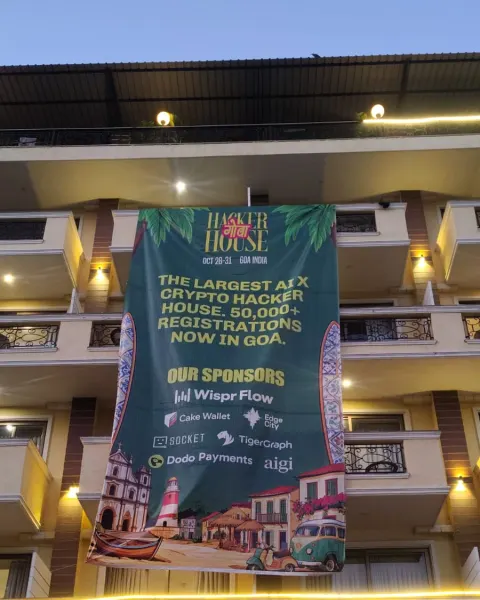 HACKER
गोवा
HOUSE
OCT 26-31 GOA INDIA
THE LARGEST AI X
CRYPTO HACKER
HOUSE. 50,000+
REGISTRATIONS
NOW IN GOA.
OUR SPONSORS
Wispr Flow
Cake Wallet Edge City
SOCKET TigerGraph
Dodo Payments aigi